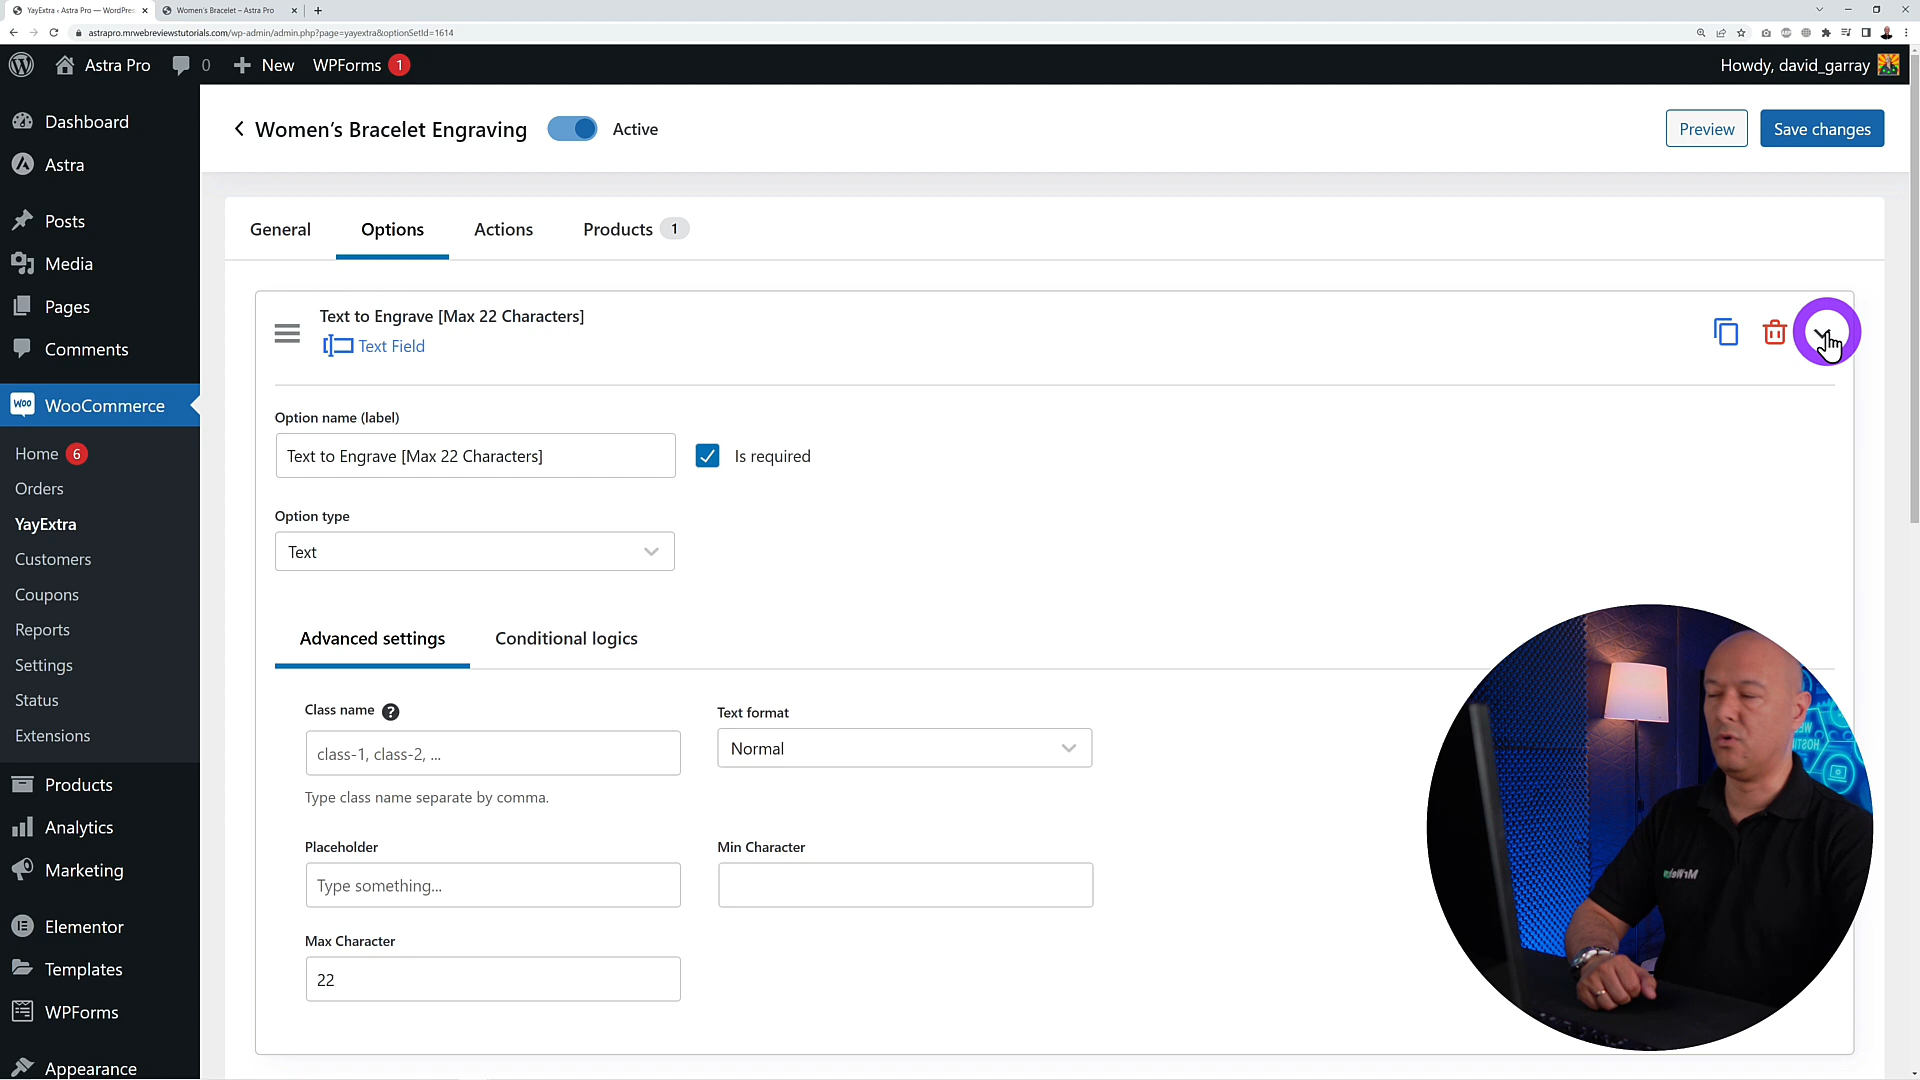 YayExtra ‹ Astra Pro — WordPres
Women's Bracelet – Astra Pro
astrapro.mrwebreviewstutorials.com/wp-admin/admin.php?page=yayextra&optionSetId=1614
Astra Pro
0
New
WPForms 1
Howdy, david_garray
Dashboard
Astra
Posts
Media
Pages
Comments
Woo WooCommerce
Home 6
Orders
YayExtra
Customers
Coupons
Reports
Settings
Status
Extensions
Products
Analytics
Marketing
Elementor
Templates
WPForms
Appearance
Women's Bracelet Engraving
Active
Preview
Save changes
General
Options
Actions
Products 1
Text to Engrave [Max 22 Characters]
Text Field
Option name (label)
Text to Engrave [Max 22 Characters]
Is required
Option type
Text
Advanced settings
Conditional logics
Class name ?
class-1, class-2, ...
Type class name separate by comma.
Text format
Normal
Placeholder
Type something...
Min Character
Max Character
22
HOSTING